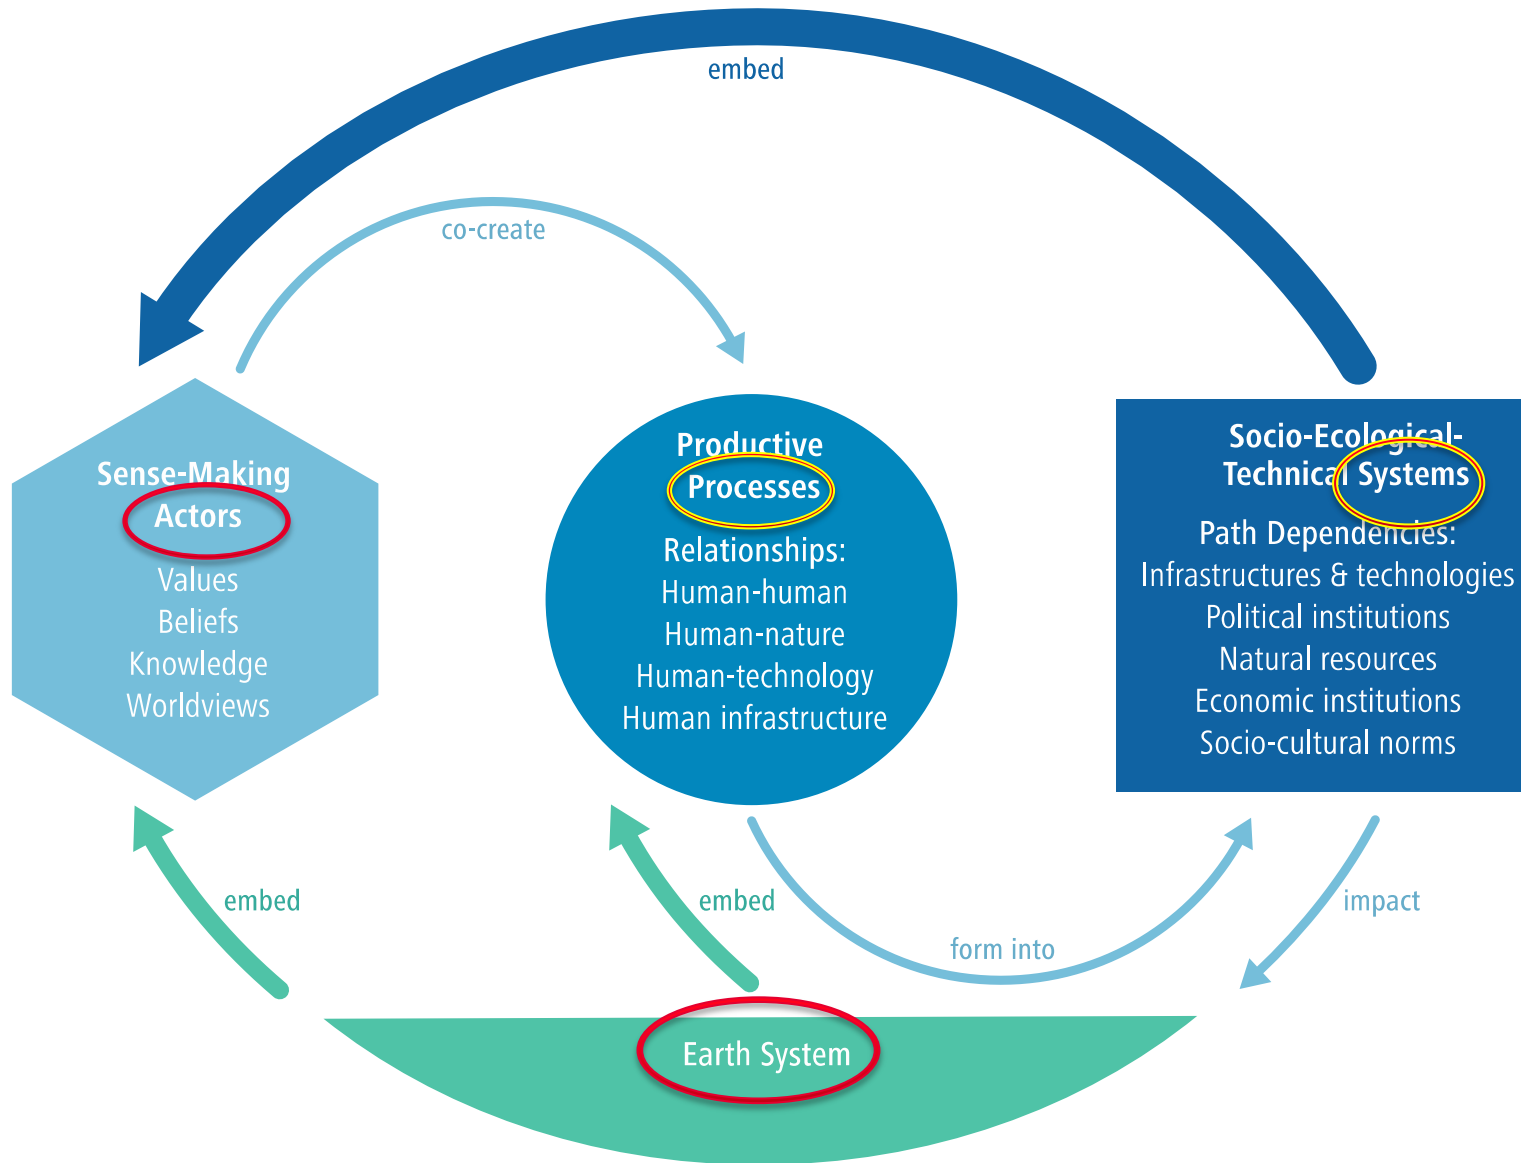 embed
co-create
Sense-Making
Actors
Values
Beliefs
Knowledge
Worldviews
Productive
Processes
Relationships:
Human-human
Human-nature
Human-technology
Human infrastructure
Socio-Ecological-
Technical Systems
Path Dependencies:
Infrastructures & technologies
Political institutions
Natural resources
Economic institutions
Socio-cultural norms
embed
embed
form into
impact
Earth System